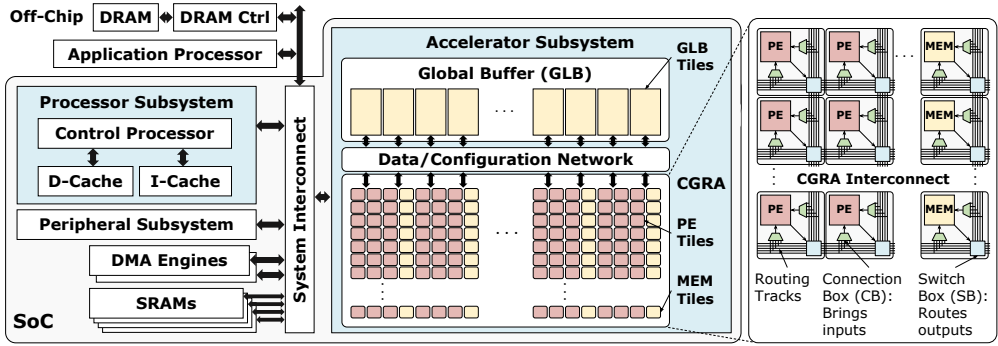 Off-Chip
DRAM
DRAM Ctrl
Application Processor
Processor Subsystem
Control Processor
D-Cache
I-Cache
Peripheral Subsystem
DMA Engines
SRAMs
SoC
System Interconnect
Accelerator Subsystem
Global Buffer (GLB)
...
Data/Configuration Network
...
GLB
Tiles
CGRA
PE
Tiles
MEM
Tiles
PE
PE
...
MEM
PE
PE
MEM
CGRA Interconnect
PE
PE
MEM
Routing
Tracks
Connection
Box (CB):
Brings
inputs
Switch
Box (SB):
Routes
outputs